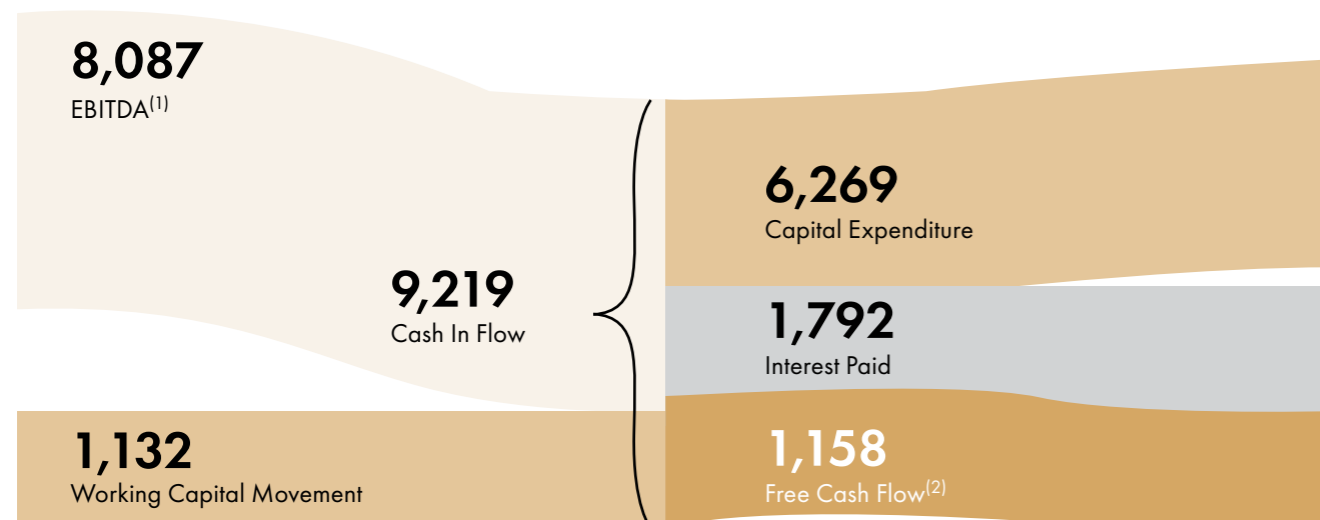 8,087
EBITDA(1)
9,219
Cash In Flow
1,132
Working Capital Movement
6,269
Capital Expenditure
1,792
Interest Paid
1,158
Free Cash Flow(2)